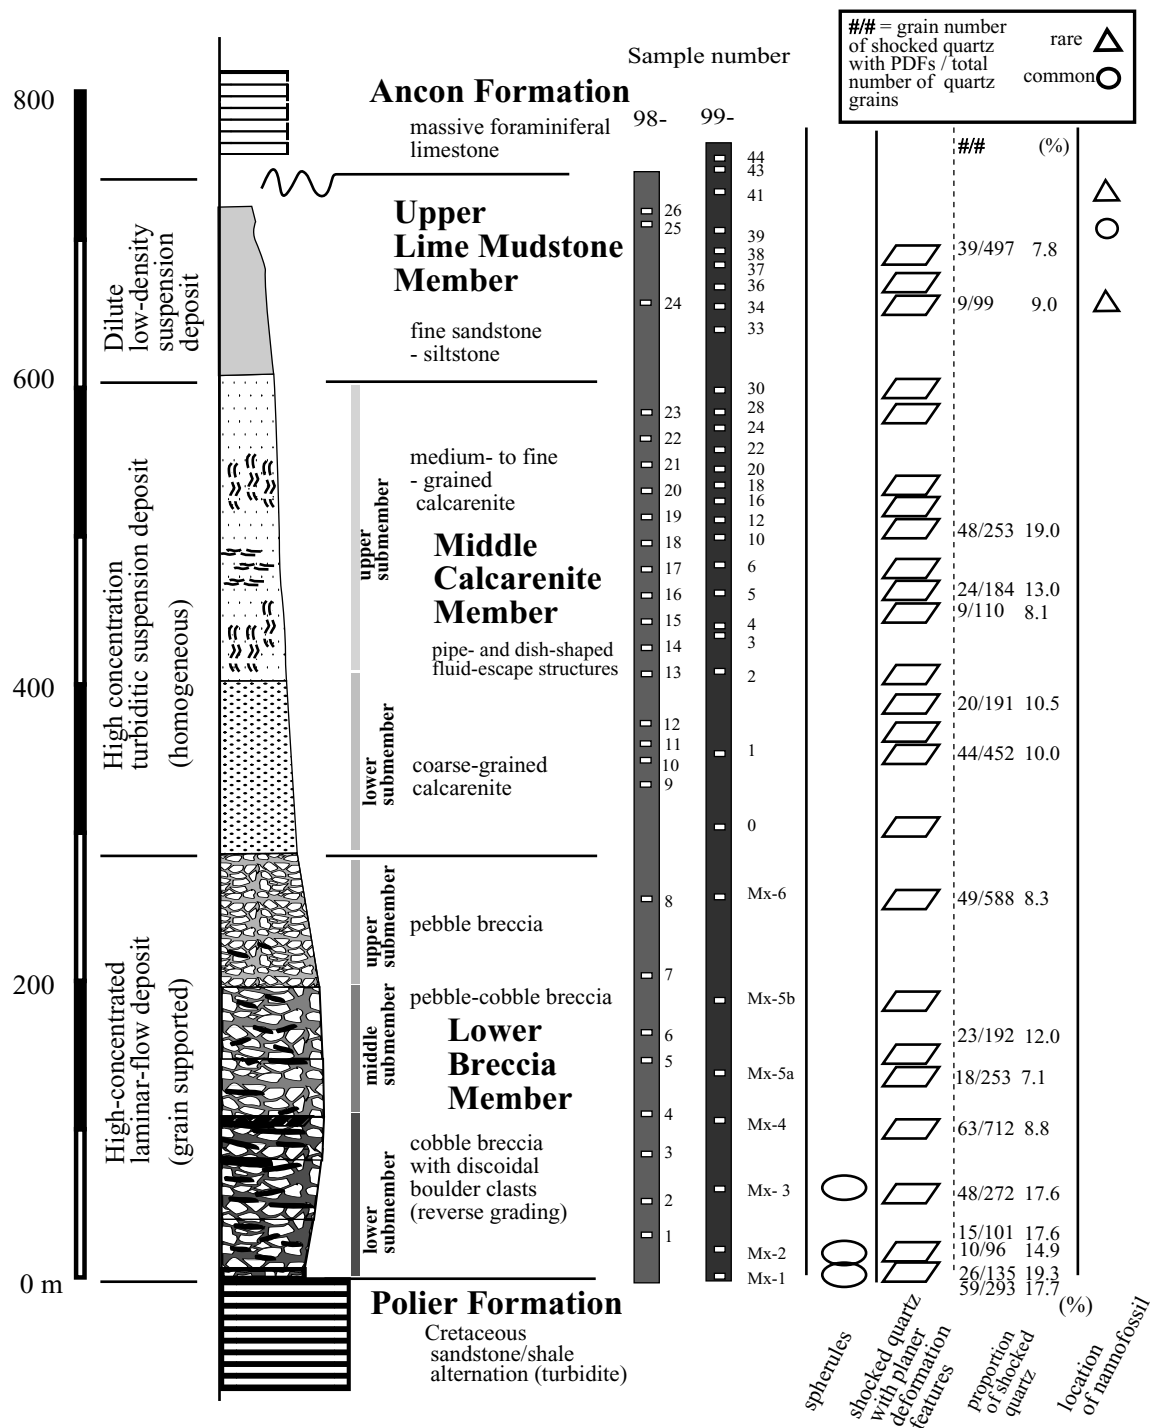 #/# = grain number
of shocked quartz
with PDFs / total
number of quartz
grains
rare
common
Sample number
98-
99-
800
600
400
200
0 m
Dilute
low-density
suspension
deposit
High concentration
turbiditic suspension deposit
(homogeneous)
High-concentrated
laminar-flow deposit
(grain supported)
Ancon Formation
massive foraminiferal
limestone
Upper
Lime Mudstone
Member
fine sandstone
- siltstone
upper
submember
medium- to fine
- grained
calcarenite
Middle
Calcarenite
Member
pipe- and dish-shaped
fluid-escape structures
lower
submember
coarse-grained
calcarenite
upper
submember
pebble breccia
middle
submember
pebble-cobble breccia
Lower
Breccia
Member
lower
submember
cobble breccia
with discoidal
boulder clasts
(reverse grading)
Polier Formation
Cretaceous
sandstone/shale
alternation (turbidite)
26
25
24
23
22
21
20
19
18
17
16
15
14
13
12
11
10
9
8
7
6
5
4
3
2
1
44
43
41
39
38
37
36
34
33
30
28
24
22
20
18
16
12
10
6
5
4
3
2
1
0
Mx-6
Mx-5b
Mx-5a
Mx-4
Mx- 3
Mx-2
Mx-1
#/# (%)
39/497 7.8
9/99 9.0
48/253 19.0
24/184 13.0
9/110 8.1
20/191 10.5
44/452 10.0
49/588 8.3
23/192 12.0
18/253 7.1
63/712 8.8
48/272 17.6
15/101 17.6
10/96 14.9
26/135 19.3
59/293 17.7
(%)
spherules
shocked quartz
with planer
deformation
features
proportion
of shocked
quartz
location
of nannofossil